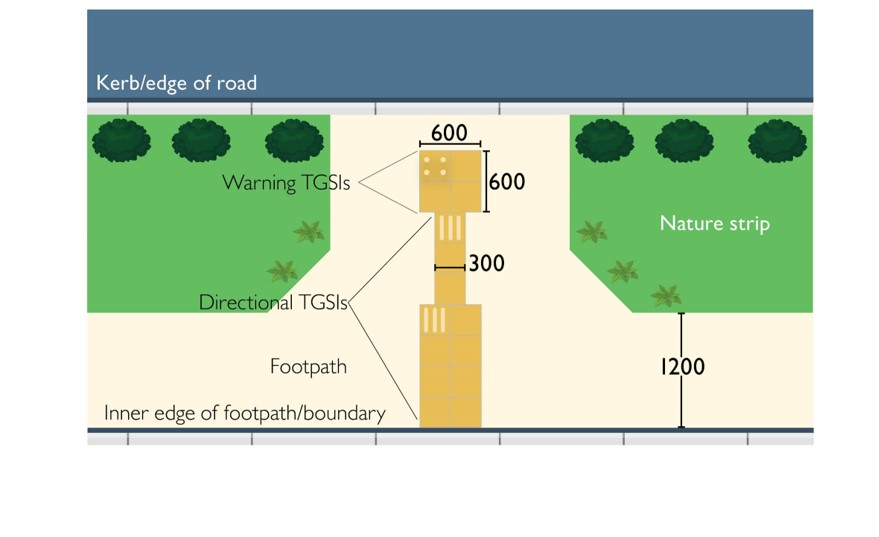 Kerb/edge of road
600
Warning TGSIs
600
Nature strip
300
Directional TGSIs
Footpath
1200
Inner edge of footpath/boundary